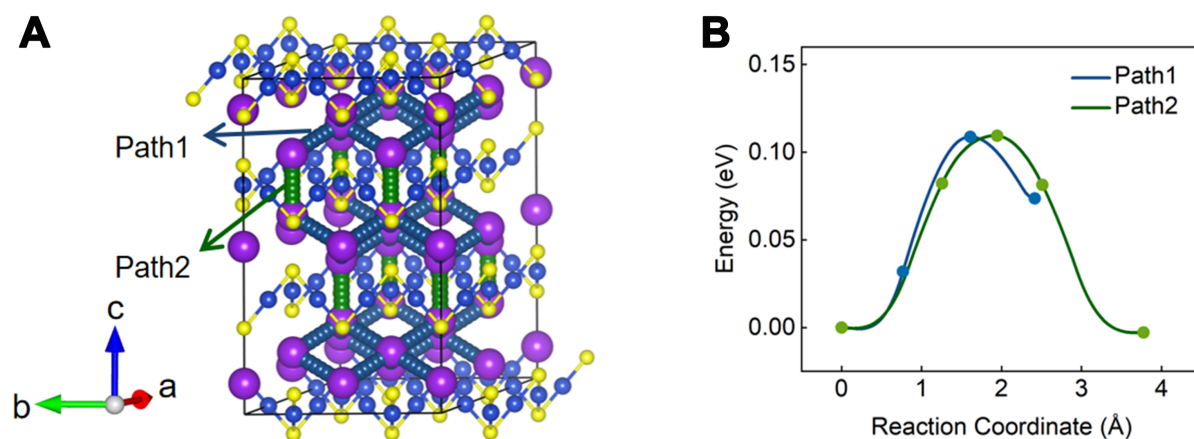 A
Path1
Path2
c
b
a
B
0.15
0.10
0.05
0.00
Energy (eV)
Path1
Path2
0
1
2
3
4
Reaction Coordinate (Å)